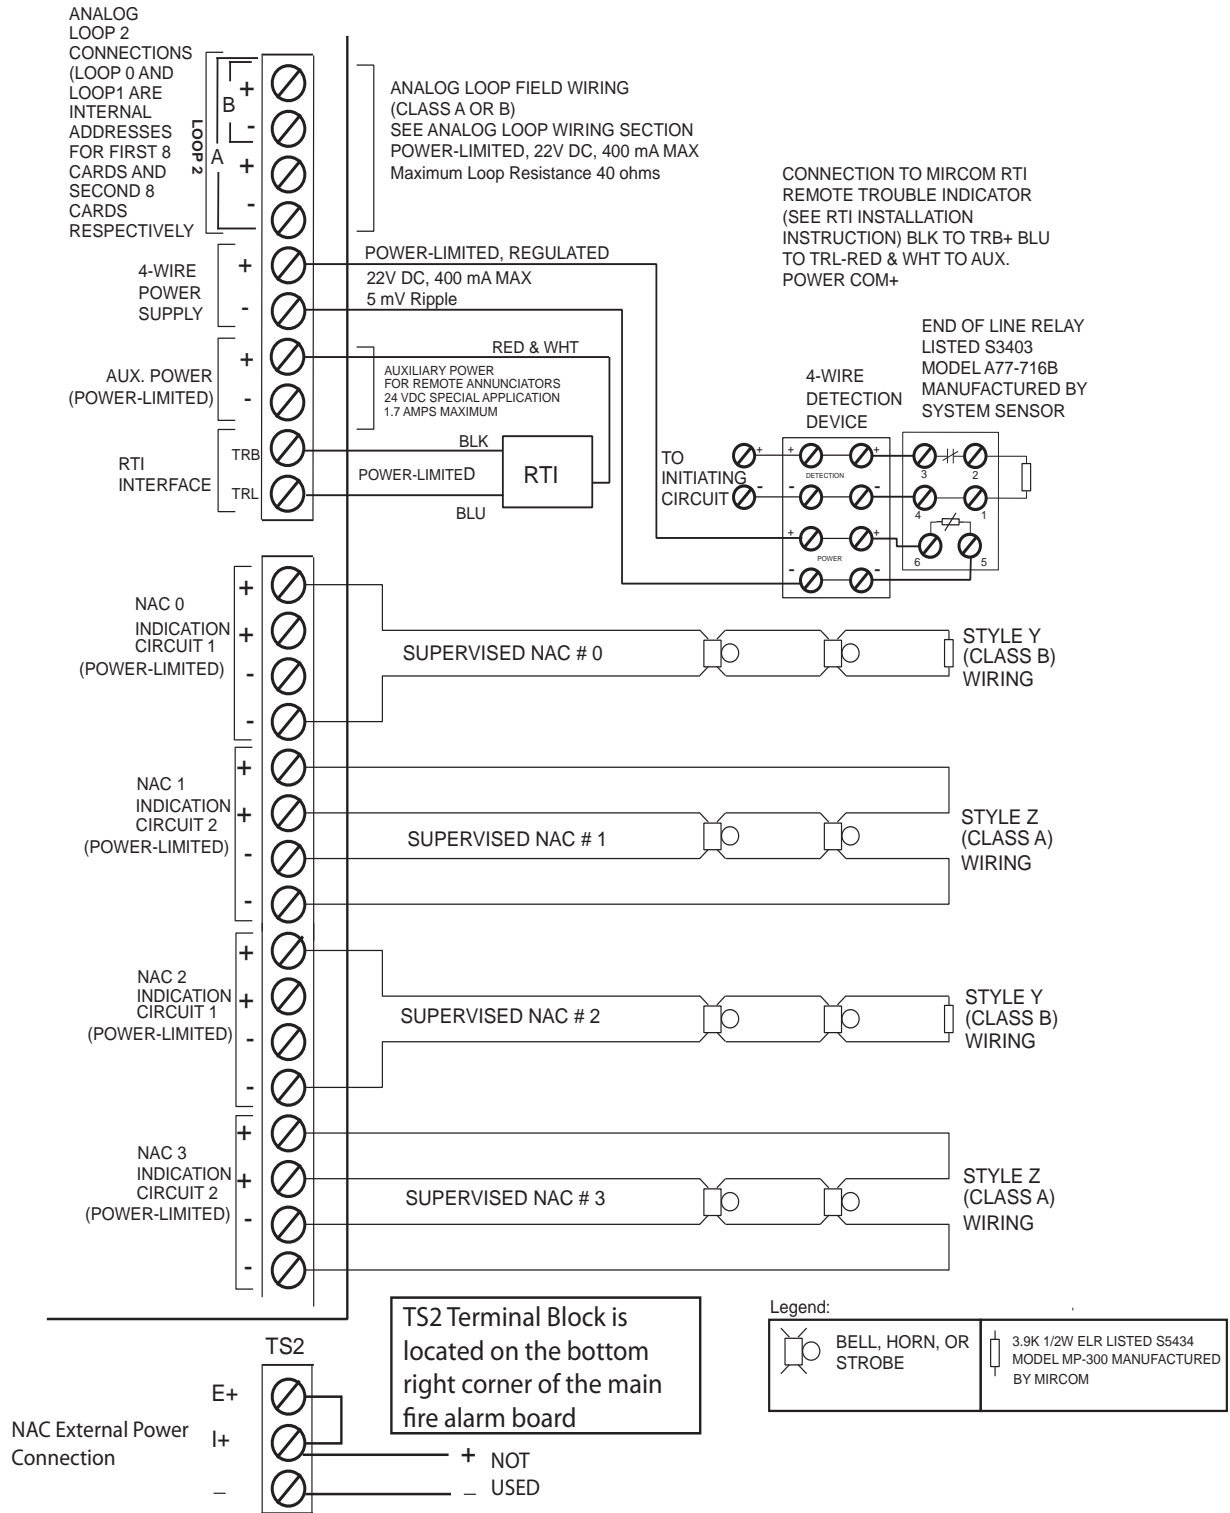 ANALOG
LOOP 2
CONNECTIONS
(LOOP 0 AND
LOOP1 ARE
INTERNAL
ADDRESSES
FOR FIRST 8
CARDS AND
SECOND 8
CARDS
RESPECTIVELY
LOOP 2
A
B
+
-
+
-
ANALOG LOOP FIELD WIRING
(CLASS A OR B)
SEE ANALOG LOOP WIRING SECTION
POWER-LIMITED, 22V DC, 400 mA MAX
Maximum Loop Resistance 40 ohms
CONNECTION TO MIRCOM RTI
REMOTE TROUBLE INDICATOR
(SEE RTI INSTALLATION
INSTRUCTION) BLK TO TRB+ BLU
TO TRL-RED & WHT TO AUX.
POWER COM+
4-WIRE
POWER
SUPPLY
+
-
POWER-LIMITED, REGULATED
22V DC, 400 mA MAX
5 mV Ripple
END OF LINE RELAY
LISTED S3403
MODEL A77-716B
MANUFACTURED BY
SYSTEM SENSOR
AUX. POWER
(POWER-LIMITED)
+
-
RED & WHT
AUXILIARY POWER
FOR REMOTE ANNUNCIATORS
24 VDC SPECIAL APPLICATION
1.7 AMPS MAXIMUM
4-WIRE
DETECTION
DEVICE
RTI
INTERFACE
TRB
TRL
BLK
POWER-LIMITED
BLU
RTI
TO
INITIATING
CIRCUIT
+
-
+
+
DETECTION
-
-
+
+
POWER
-
-
3
2
4
1
6
5
NAC 0
INDICATION
CIRCUIT 1
(POWER-LIMITED)
+
+
-
-
SUPERVISED NAC # 0
STYLE Y
(CLASS B)
WIRING
NAC 1
INDICATION
CIRCUIT 2
(POWER-LIMITED)
+
+
-
-
SUPERVISED NAC # 1
STYLE Z
(CLASS A)
WIRING
NAC 2
INDICATION
CIRCUIT 1
(POWER-LIMITED)
+
+
-
-
SUPERVISED NAC # 2
STYLE Y
(CLASS B)
WIRING
NAC 3
INDICATION
CIRCUIT 2
(POWER-LIMITED)
+
+
-
-
SUPERVISED NAC # 3
STYLE Z
(CLASS A)
WIRING
TS2
TS2 Terminal Block is
located on the bottom
right corner of the main
fire alarm board
Legend:
BELL, HORN, OR
STROBE
3.9K 1/2W ELR LISTED S5434
MODEL MP-300 MANUFACTURED
BY MIRCOM
NAC External Power
Connection
E+
I+
–
+
–
NOT
USED